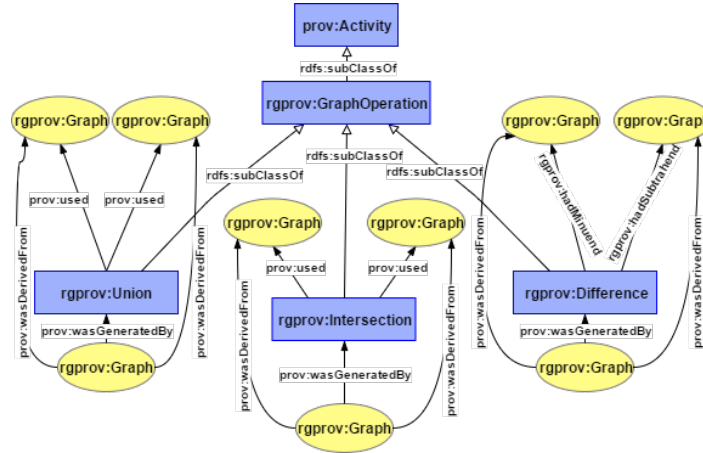 prov:Activity
rdfs:subClassOf
rgprov:GraphOperation
rgprov:Graph
rgprov:Graph
rgprov:Graph
rgprov:Graph
rdfs:subClassOf
rdfs:subClassOf
rdfs:subClassOf
prov:used
prov:used
rgprov:hadMinuend
rgprov:hadSubtrahend
rgprov:Graph
rgprov:Graph
prov:used
prov:used
prov:wasDerivedFrom
prov:wasDerivedFrom
prov:wasDerivedFrom
prov:wasDerivedFrom
prov:wasDerivedFrom
prov:wasDerivedFrom
rgprov:Union
rgprov:Intersection
rgprov:Difference
prov:wasGeneratedBy
prov:wasGeneratedBy
prov:wasGeneratedBy
rgprov:Graph
rgprov:Graph
rgprov:Graph